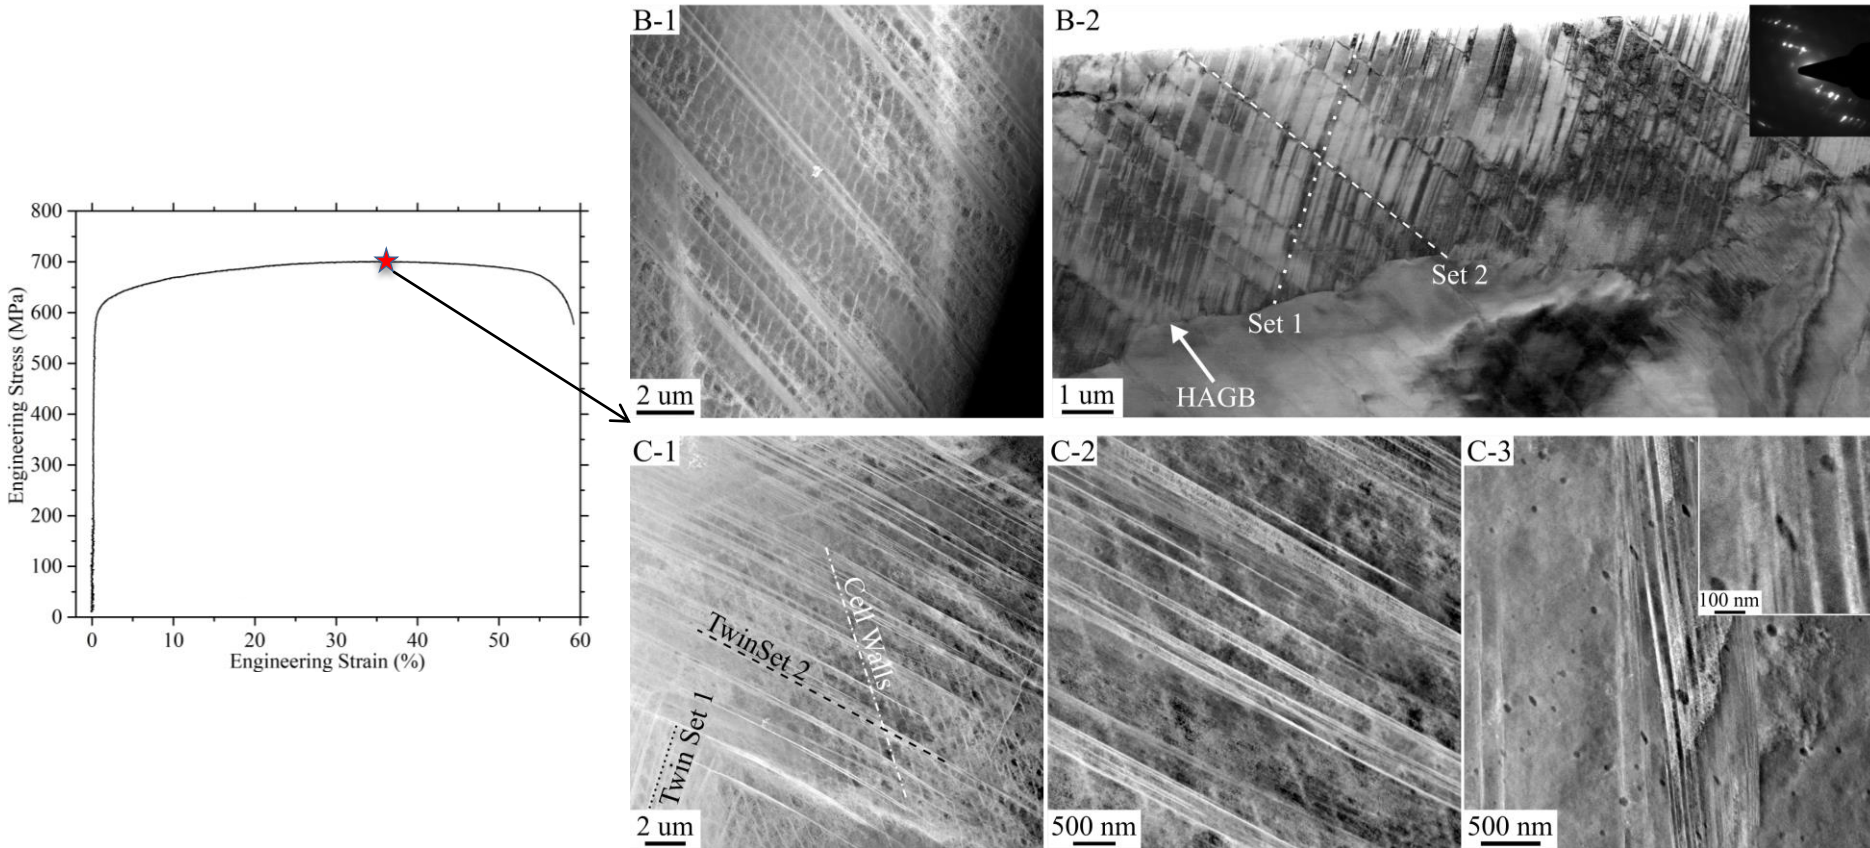 800
700
600
500
400
300
200
100
0
Engineering Stress (MPa)
0 10 20 30 40 50 60
Engineering Strain (%)
B-1
2 um
B-2
Set 2
Set 1
HAGB
1 um
C-1
Cell Walls
TwinSet 2
Twin Set 1
2 um
C-2
500 nm
C-3
100 nm
500 nm